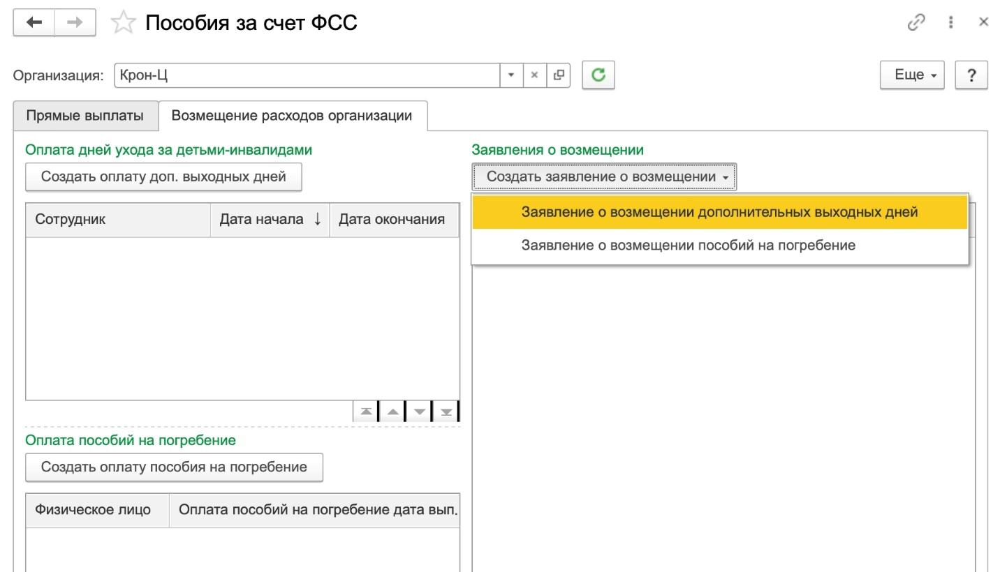 Пособия за счет ФСС
Организация: Крон-Ц
Еще
?
Прямые выплаты
Возмещение расходов организации
Оплата дней ухода за детьми-инвалидами
Создать оплату доп. выходных дней
Сотрудник Дата начала ↓ Дата окончания
Оплата пособий на погребение
Создать оплату пособия на погребение
Физическое лицо Оплата пособий на погребение дата вып.
Заявления о возмещении
Создать заявление о возмещении
Заявление о возмещении дополнительных выходных дней
Заявление о возмещении пособий на погребение